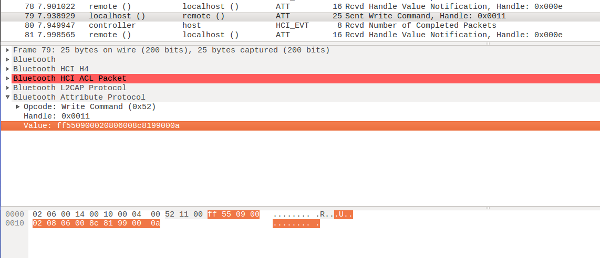 78 7.901022 remote () localhost () ATT 16 Rcvd Handle Value Notification, Handle: 0x000e
79 7.938929 localhost () remote () ATT 25 Sent Write Command, Handle: 0x0011
80 7.949947 controller host HCI_EVT 8 Rcvd Number of Completed Packets
81 7.998565 remote () localhost () ATT 16 Rcvd Handle Value Notification, Handle: 0x000e
Frame 79: 25 bytes on wire (200 bits), 25 bytes captured (200 bits)
Bluetooth
Bluetooth HCI H4
Bluetooth HCI ACL Packet
Bluetooth L2CAP Protocol
Bluetooth Attribute Protocol
Opcode: Write Command (0x52)
Handle: 0x0011
Value: ff550900020806008c8199000a
0000 02 06 00 14 00 10 00 04 00 52 11 00 ff 55 09 00 ........ .R...U..
0010 02 08 06 00 8c 81 99 00 0a ........ .